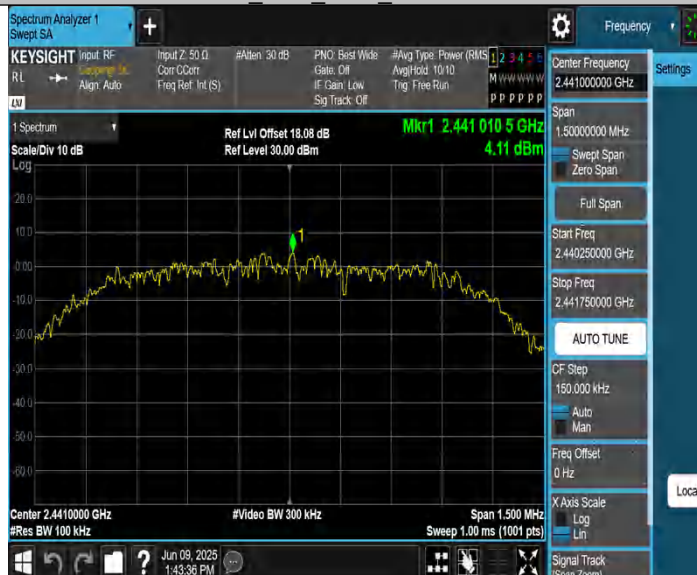 Spectrum Analyzer 1
Swept SA
Frequency
KEYSIGHT
RL
LXI
Input: RF
Coupling: DC
Align: Auto
Input Z: 50 Ω
Corr CCorr
Freq Ref: Int (S)
#Atten: 30 dB
PNO: Best Wide
Gate: Off
IF Gain: Low
Sig Track: Off
#Avg Type: Power (RMS
Avg|Hold: 10/10
Trig: Free Run
1 2 3 4 5 6
M W W W W W
P P P P P P
1 Spectrum
Scale/Div 10 dB
Log
Ref Lvl Offset 18.08 dB
Ref Level 30.00 dBm
Mkr1 2.441 010 5 GHz
4.11 dBm
1
20.0
10.0
0.00
-10.0
-20.0
-30.0
-40.0
-50.0
-60.0
Center 2.4410000 GHz
#Res BW 100 kHz
#Video BW 300 kHz
Span 1.500 MHz
Sweep 1.00 ms (1001 pts)
Jun 09, 2025
1:43:36 PM
Center Frequency
2.441000000 GHz
Settings
Span
1.50000000 MHz
Swept Span
Zero Span
Full Span
Start Freq
2.440250000 GHz
Stop Freq
2.441750000 GHz
AUTO TUNE
CF Step
150.000 kHz
Auto
Man
Freq Offset
0 Hz
X Axis Scale
Log
Lin
Loca
Signal Track
(Span Zoom)